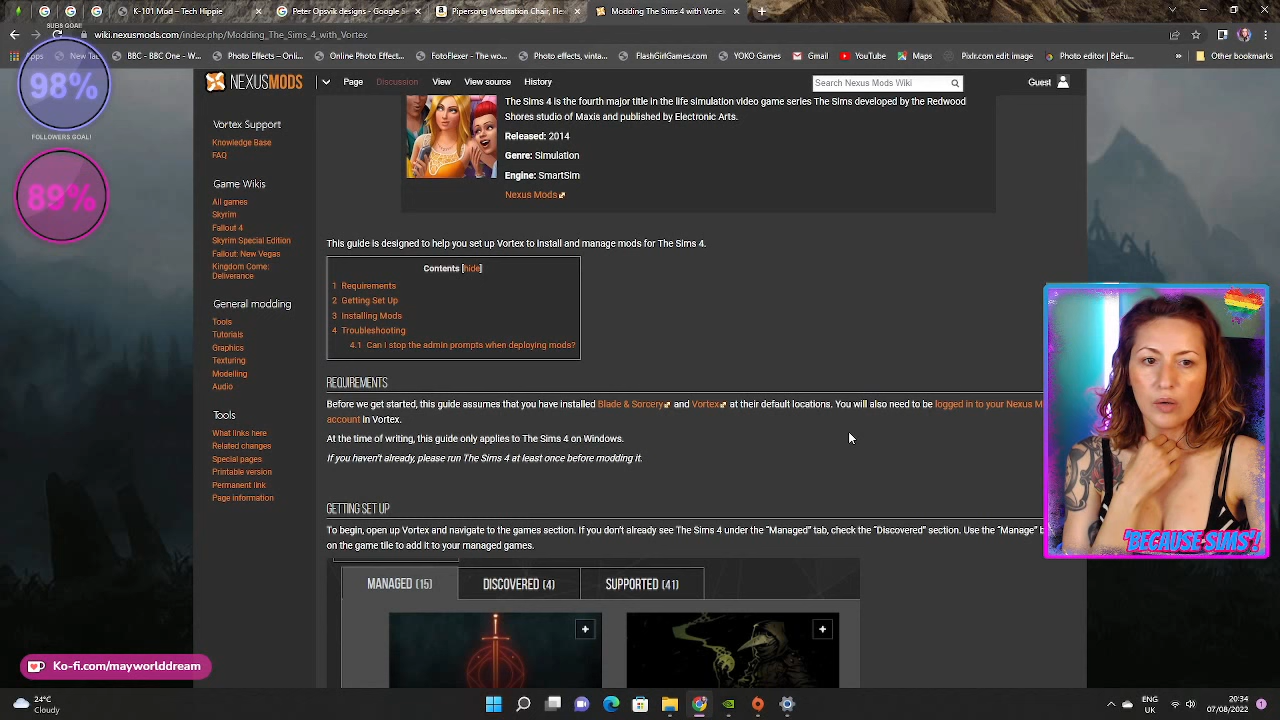 SUBS GOAL!
98%
FOLLOWERS GOAL!
89%
K-101 Mod - Tech Hippie
Google Photo Collection Fle
Modding The Sims 4 with Vortex
wiki.nexusmods.com/index.php/Modding_The_Sims_4_with_Vortex
New Tab
BBC - BBC One - W...
Photo Effects Onlin...
Google
Photo Effect - Onli...
PhotoFunia - The wo...
Photos, effects, vinta...
FlashGirlGames.com
YOKO WANTED
Gmail
YouTube
Maps
Pixlr.com edit image
Photo editor | BeFu...
»
Other bookmarks
NEXUSMODS
Page
Discussion
View
View source
History
Search Nexus Mods Wiki
Guest
Vortex Support
Knowledge Base
FAQ
Game Wikis
All games
Skyrim
Fallout 4
Skyrim Special Edition
Fallout: New Vegas
Kingdom Come:
Deliverance
General modding
Tools
Tutorials
Graphics
Texturing
Modelling
Audio
Tools
What links here
Related changes
Special pages
Printable version
Permanent link
Page information
The Sims 4 is the fourth major title in the life simulation video game series The SIms developed by the Redwood
Shores studio of Maxis and published by Electronic Arts.
Released: 2014
Genre: Simulation
Engine: SmartSim
Nexus Mods
This guide is designed to help you set up Vortex to install and manage mods for The Sims 4.
Contents [hide]
1 Requirements
2 Getting Set Up
3 Installing Mods
4 Troubleshooting
4.1 Can I stop the admin prompts when deploying mods?
REQUIREMENTS
Before we get started, this guide assumes that you have installed Blade & Sorcery and Vortex at their default locations. You will also need to be logged in to your Nexus M
account in Vortex.
At the time of writing, this guide only applies to The Sims 4 on Windows.
If you haven't already, please run The Sims 4 at least once before modding it.
GETTING SET UP
To begin, open up Vortex and navigate to the games section. If you don't already see The Sims 4 under the "Managed" tab, check the "Discovered" section. Use the "Manage" b
on the game tile to add it to your managed games.
MANAGED (15)
DISCOVERED (4)
SUPPORTED (41)
'BECAUSE SIMS'!
Ko-fi.com/mayworlddream
24°C
Cloudy
ENG
UK
20:34
07/08/2022